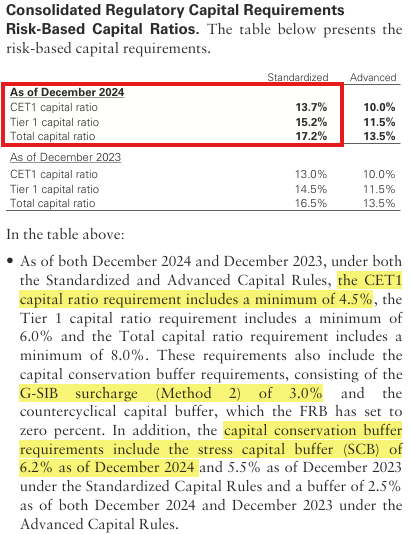 Consolidated Regulatory Capital Requirements
Risk-Based Capital Ratios. The table below presents the
risk-based capital requirements.
Standardized Advanced
As of December 2024
CET1 capital ratio 13.7% 10.0%
Tier 1 capital ratio 15.2% 11.5%
Total capital ratio 17.2% 13.5%
As of December 2023
CET1 capital ratio 13.0% 10.0%
Tier 1 capital ratio 14.5% 11.5%
Total capital ratio 16.5% 13.5%
In the table above:
• As of both December 2024 and December 2023, under both
the Standardized and Advanced Capital Rules, the CET1
capital ratio requirement includes a minimum of 4.5%, the
Tier 1 capital ratio requirement includes a minimum of
6.0% and the Total capital ratio requirement includes a
minimum of 8.0%. These requirements also include the
capital conservation buffer requirements, consisting of the
G-SIB surcharge (Method 2) of 3.0% and the
countercyclical capital buffer, which the FRB has set to
zero percent. In addition, the capital conservation buffer
requirements include the stress capital buffer (SCB) of
6.2% as of December 2024 and 5.5% as of December 2023
under the Standardized Capital Rules and a buffer of 2.5%
as of both December 2024 and December 2023 under the
Advanced Capital Rules.